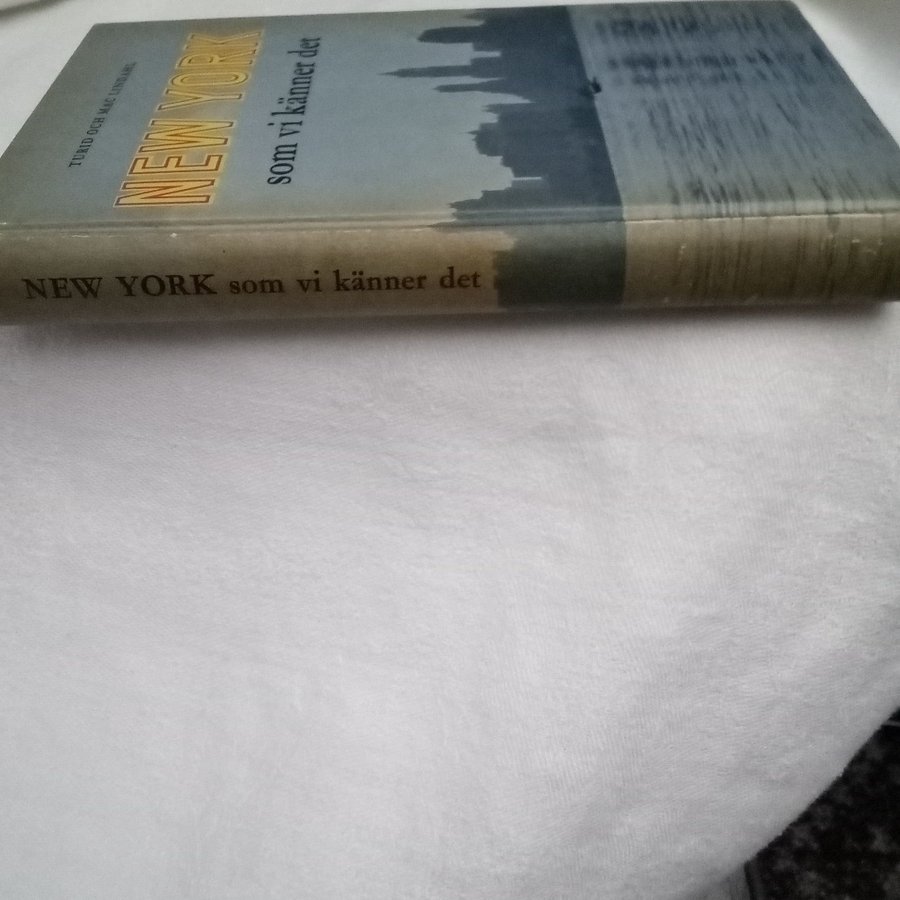 TURID OCH MAC LINDAHL
NEW YORK
som vi känner det
NEW YORK som vi känner det